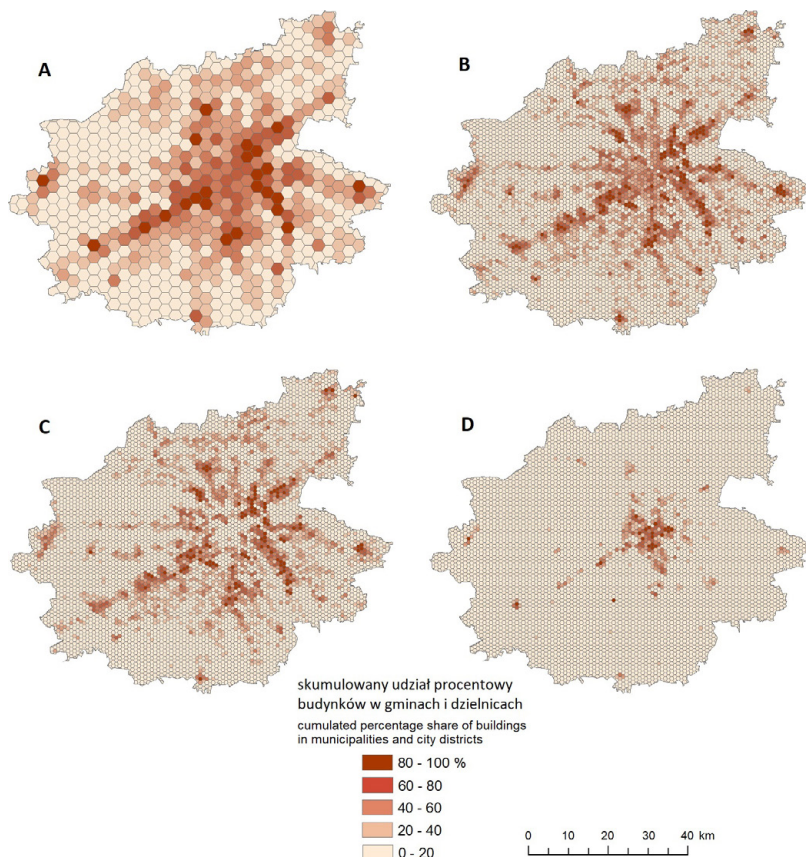 A
B
C
D
skumulowany udział procentowy
budynków w gminach i dzielnicach
cumulated percentage share of buildings
in municipalities and city districts
80 - 100 %
60 - 80
40 - 60
20 - 40
0 - 20
0 10 20 30 40 km